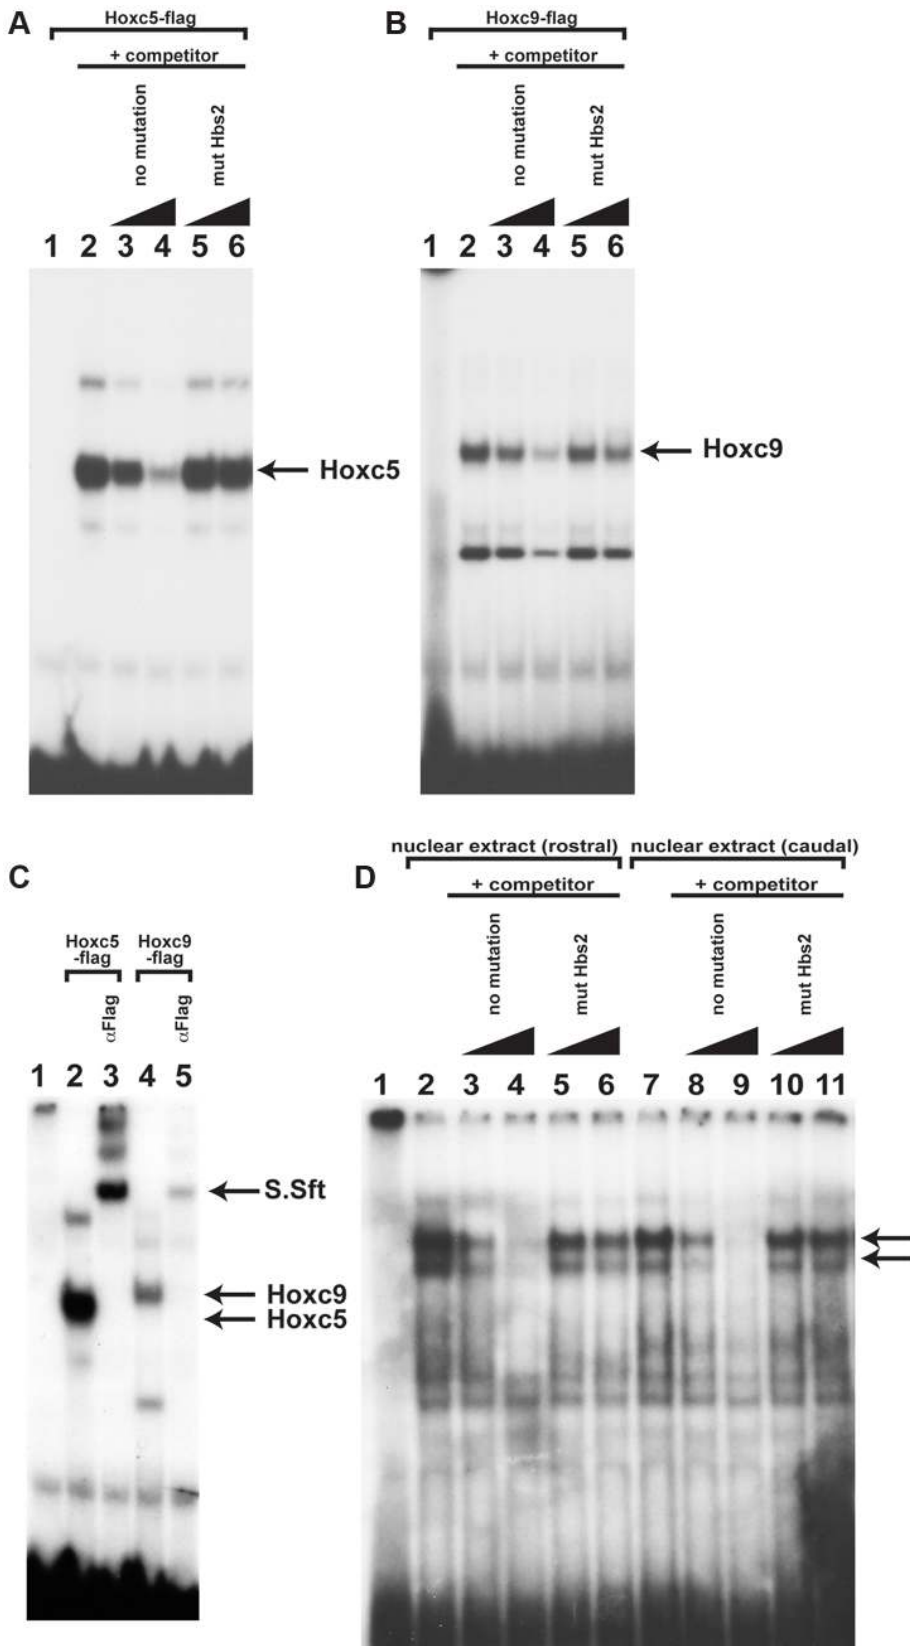 A
Hoxc5-flag
+ competitor
no mutation
mut Hbs2
1 2 3 4 5 6
Hoxc5
B
Hoxc9-flag
+ competitor
no mutation
mut Hbs2
1 2 3 4 5 6
Hoxc9
C
Hoxc5
-flag
Hoxc9
-flag
αFlag
αFlag
1 2 3 4 5
S.Sft
Hoxc9
Hoxc5
D
nuclear extract (rostral)
nuclear extract (caudal)
+ competitor
+ competitor
no mutation
mut Hbs2
no mutation
mut Hbs2
1 2 3 4 5 6 7 8 9 10 11